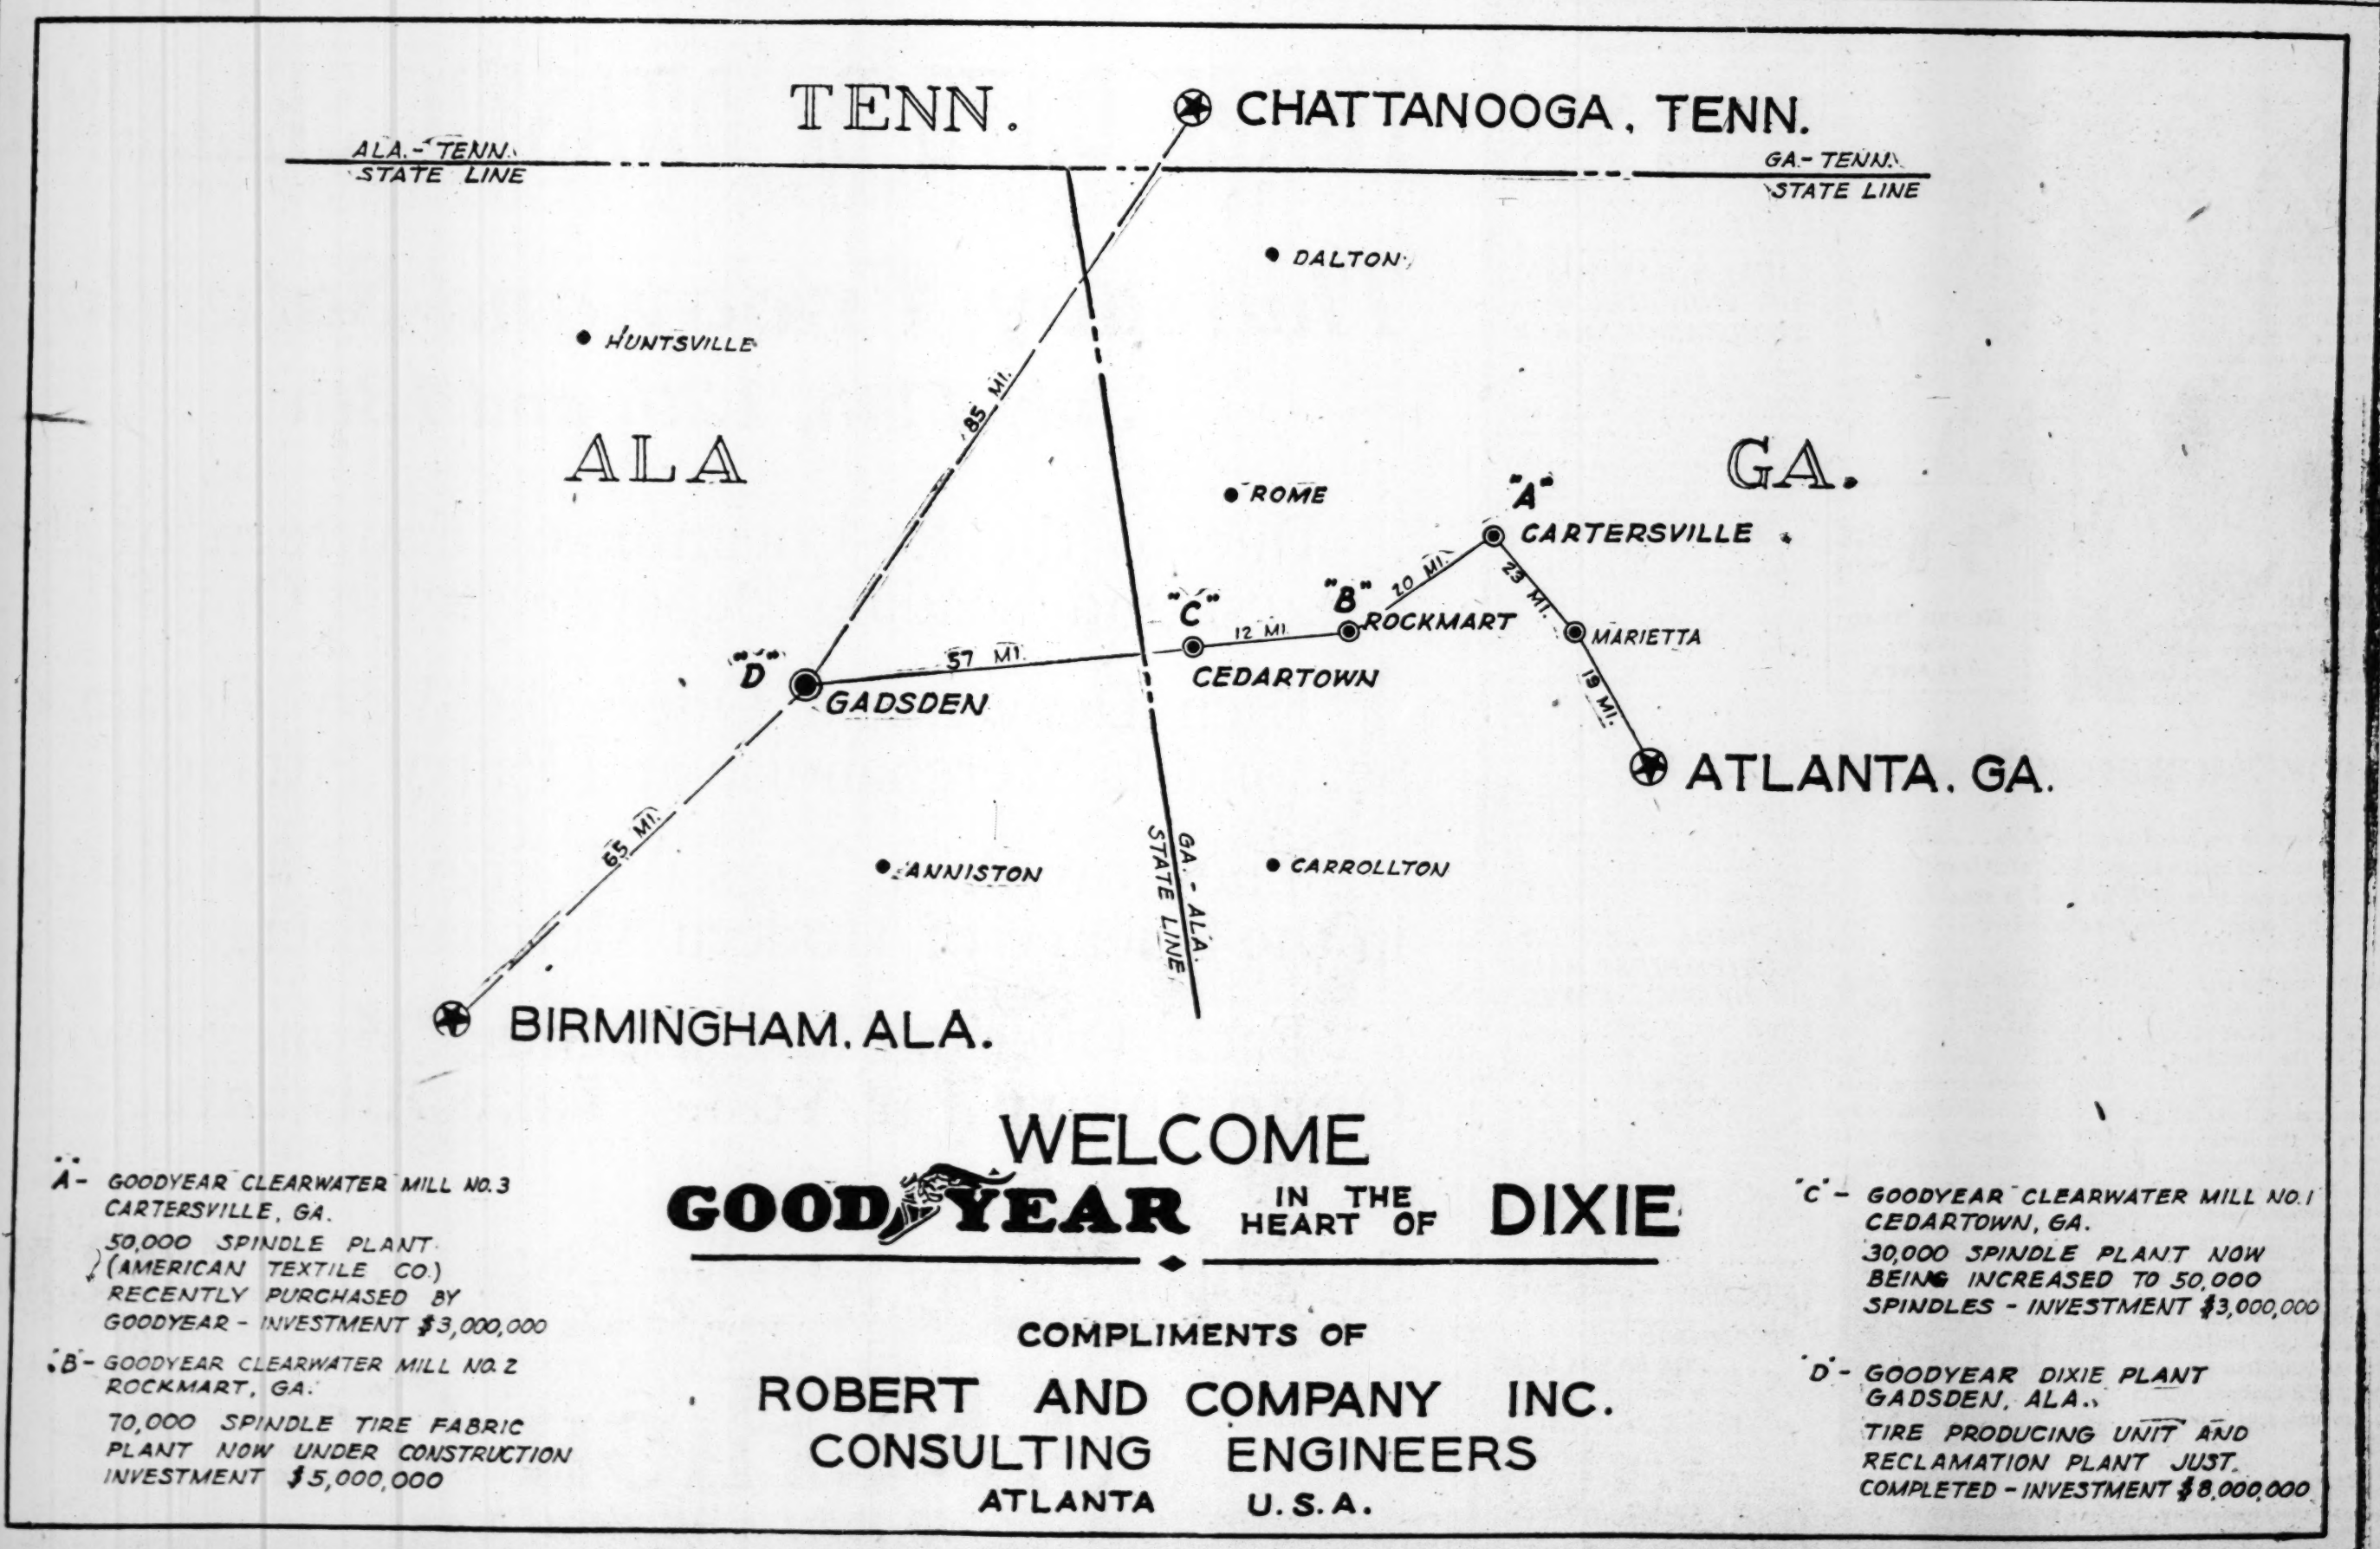 TENN.
CHATTANOOGA, TENN.
ALA. - TENN.
STATE LINE
GA. - TENN.
STATE LINE
DALTON
HUNTSVILLE
85 MI.
ALA
GA.
ROME
"A"
CARTERSVILLE
20 MI.
23 MI.
"B"
ROCKMART
"C"
12 MI.
MARIETTA
57 MI.
CEDARTOWN
"D"
GADSDEN
19 MI.
ATLANTA, GA.
65 MI.
ANNISTON
GA. - ALA.
STATE LINE
CARROLLTON
BIRMINGHAM, ALA.
WELCOME
GOODYEAR IN THE HEART OF DIXIE
COMPLIMENTS OF
ROBERT AND COMPANY INC.
CONSULTING ENGINEERS
ATLANTA U.S.A.
"A" - GOODYEAR CLEARWATER MILL NO. 3
CARTERSVILLE, GA.
50,000 SPINDLE PLANT
(AMERICAN TEXTILE CO.)
RECENTLY PURCHASED BY
GOODYEAR - INVESTMENT $3,000,000
"B" - GOODYEAR CLEARWATER MILL NO. 2
ROCKMART, GA.
70,000 SPINDLE TIRE FABRIC
PLANT NOW UNDER CONSTRUCTION
INVESTMENT $5,000,000
"C" - GOODYEAR CLEARWATER MILL NO. 1
CEDARTOWN, GA.
30,000 SPINDLE PLANT NOW
BEING INCREASED TO 50,000
SPINDLES - INVESTMENT $3,000,000
"D" - GOODYEAR DIXIE PLANT
GADSDEN, ALA.
TIRE PRODUCING UNIT AND
RECLAMATION PLANT JUST
COMPLETED - INVESTMENT $8,000,000